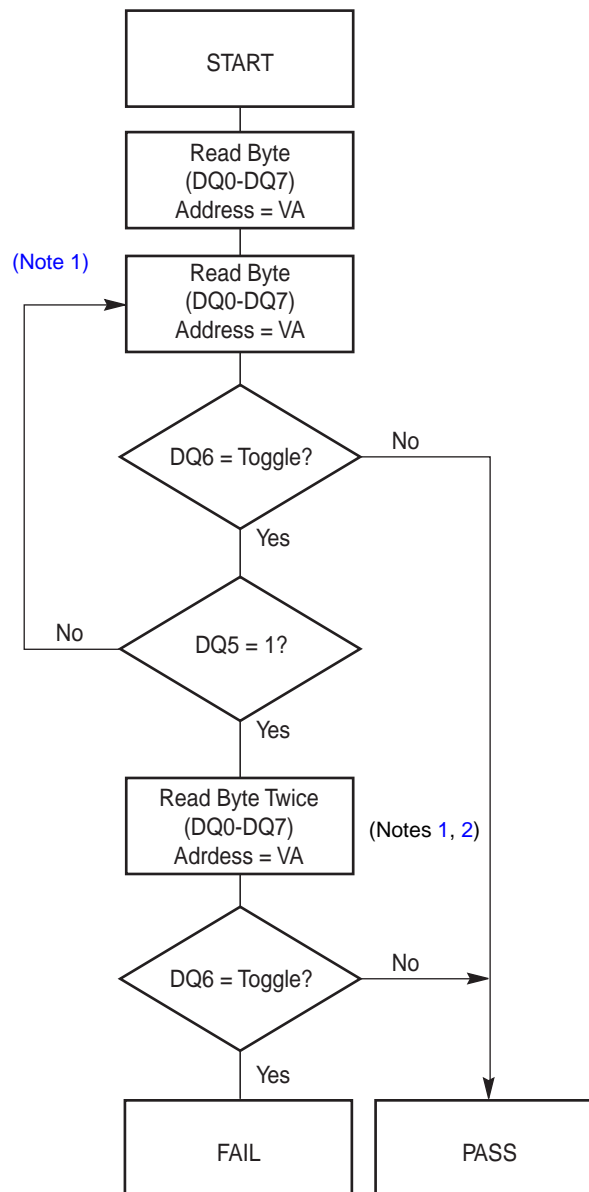 START
Read Byte
(DQ0-DQ7)
Address = VA
(Note 1)
Read Byte
(DQ0-DQ7)
Address = VA
DQ6 = Toggle?
No
Yes
No
DQ5 = 1?
Yes
Read Byte Twice
(DQ0-DQ7)
Adrdess = VA
(Notes 1, 2)
DQ6 = Toggle?
No
Yes
FAIL
PASS